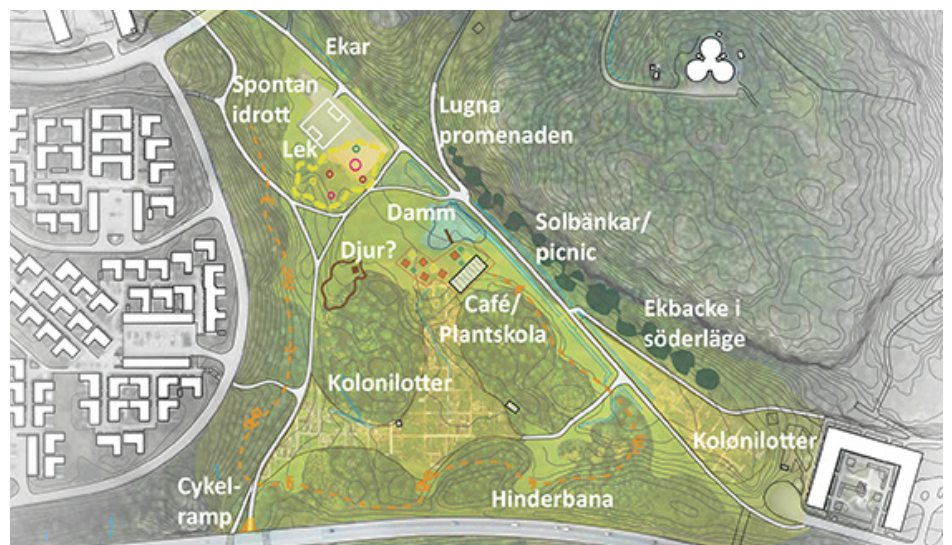 Ekar
Spontan
idrott
Lek
Lugna
promenaden
Damm
Solbänkar/
picnic
Djur?
Café/
Plantskola
Ekbacke i
söderläge
Kolonilotter
Kolonilotter
Cykel-
ramp
Hinderbana